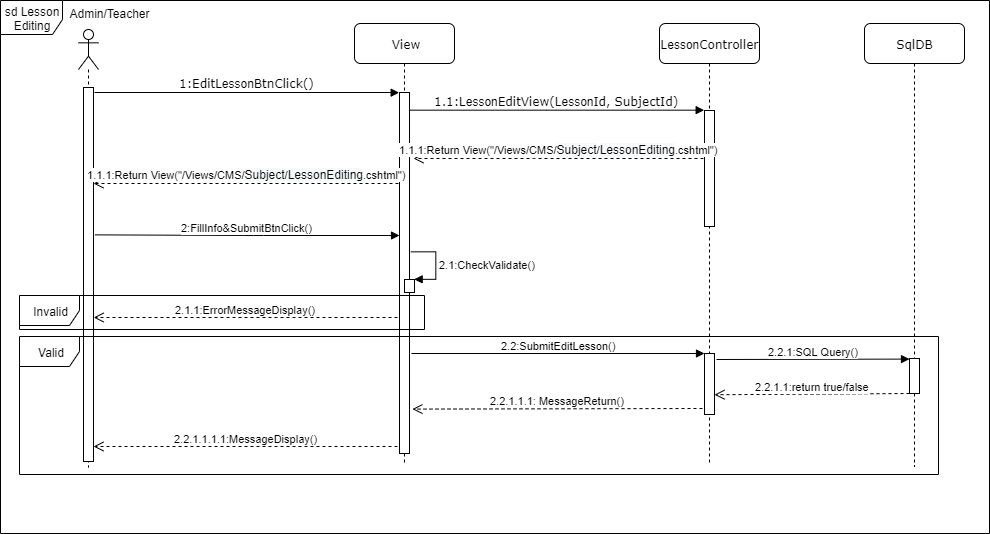 sd Lesson
Editing
Admin/Teacher
View
LessonController
SqlDB
1:EditLessonBtnClick()
1.1:LessonEditView(LessonId, SubjectId)
1.1.1:Return View("/Views/CMS/Subject/LessonEditing.cshtml")
1.1.1:Return View("/Views/CMS/Subject/LessonEditing.cshtml")
2:FillInfo&SubmitBtnClick()
2.1:CheckValidate()
Invalid
2.1.1:ErrorMessageDisplay()
Valid
2.2:SubmitEditLesson()
2.2.1:SQL Query()
2.2.1.1:return true/false
2.2.1.1.1: MessageReturn()
2.2.1.1.1.1:MessageDisplay()